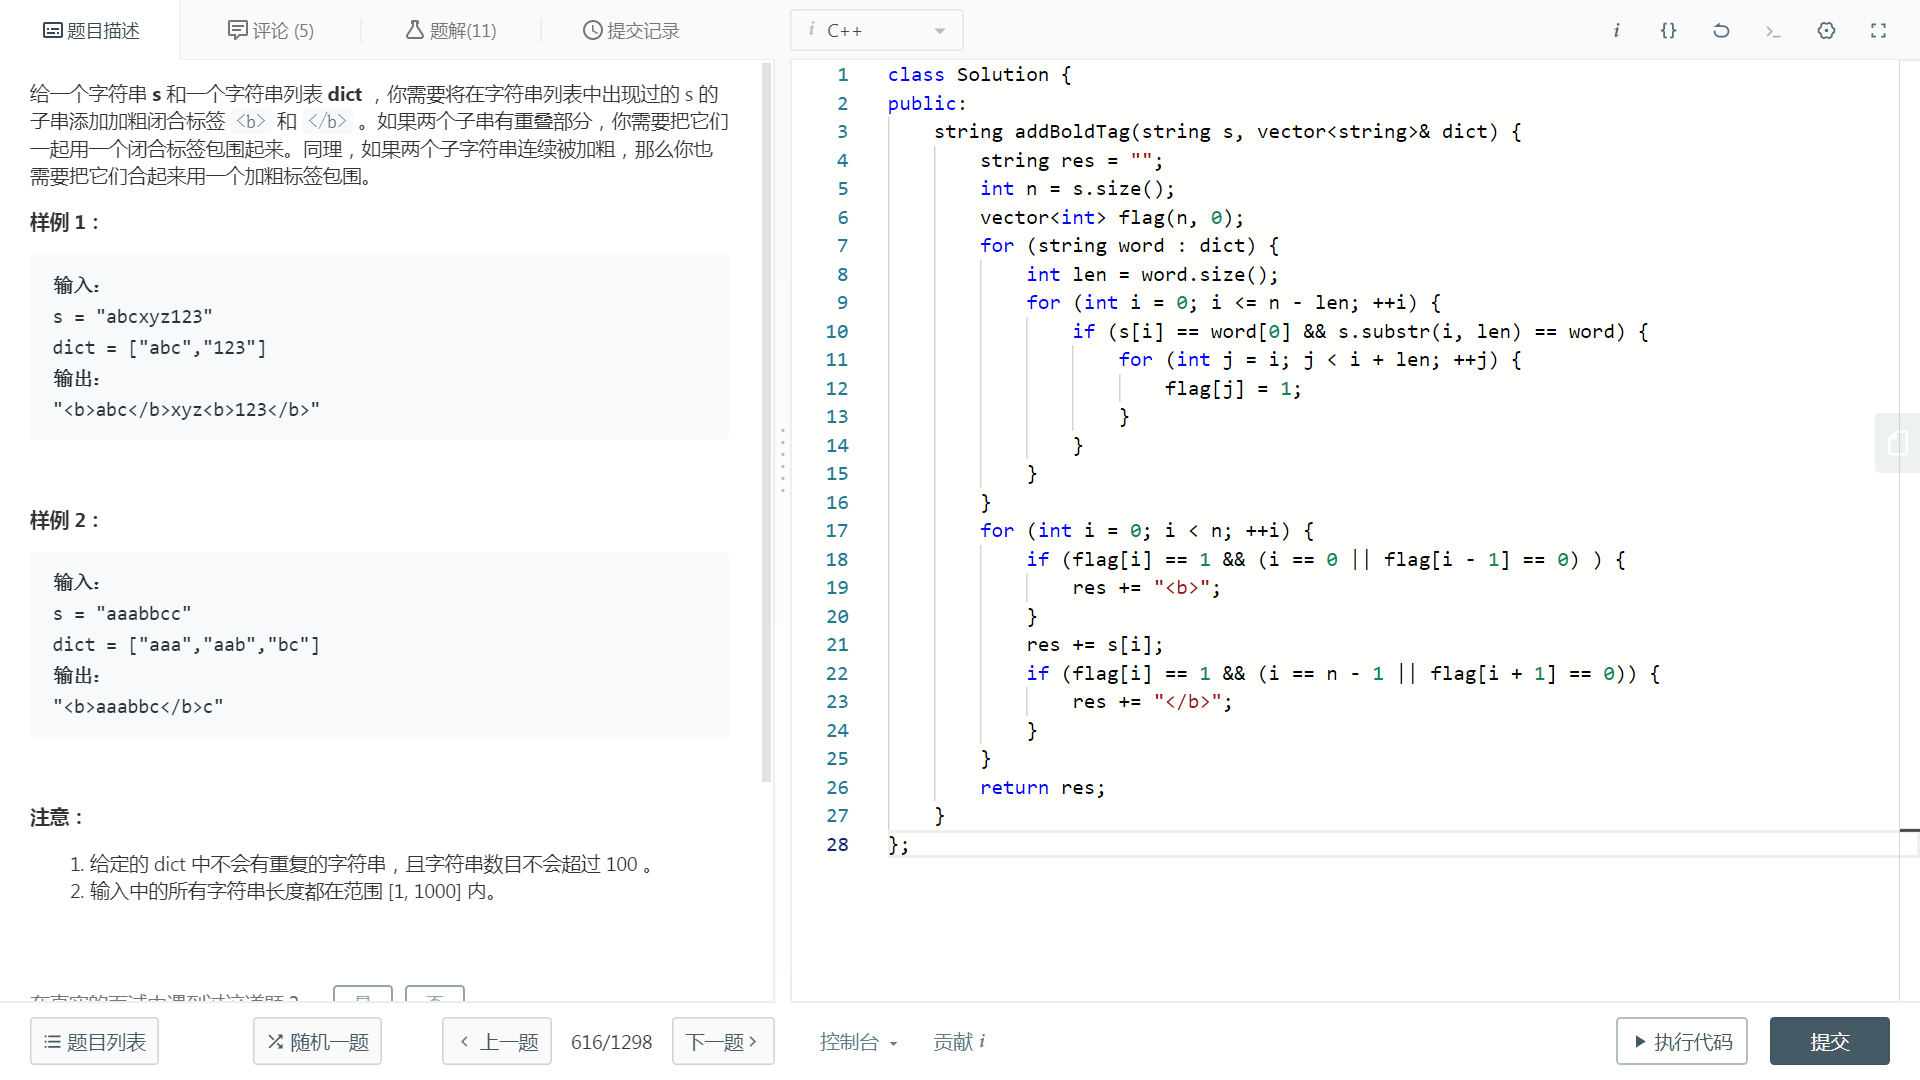 题目描述
评论 (5)
题解(11)
提交记录
给一个字符串 s 和一个字符串列表 dict ，你需要将在字符串列表中出现过的 s 的
子串添加加粗闭合标签 <b> 和 </b> 。如果两个子串有重叠部分，你需要把它们
一起用一个闭合标签包围起来。同理，如果两个子字符串连续被加粗，那么你也
需要把它们合起来用一个加粗标签包围。
样例 1：
输入:
s = "abcxyz123"
dict = ["abc","123"]
输出:
"<b>abc</b>xyz<b>123</b>"
样例 2：
输入:
s = "aaabbcc"
dict = ["aaa","aab","bc"]
输出:
"<b>aaabbc</b>c"
注意：
1. 给定的 dict 中不会有重复的字符串，且字符串数目不会超过 100 。
2. 输入中的所有字符串长度都在范围 [1, 1000] 内。
题目列表
随机一题
上一题
616/1298
下一题
i C++
i {}
1 class Solution {
2 public:
3 string addBoldTag(string s, vector<string>& dict) {
4 string res = "";
5 int n = s.size();
6 vector<int> flag(n, 0);
7 for (string word : dict) {
8 int len = word.size();
9 for (int i = 0; i <= n - len; ++i) {
10 if (s[i] == word[0] && s.substr(i, len) == word) {
11 for (int j = i; j < i + len; ++j) {
12 flag[j] = 1;
13 }
14 }
15 }
16 }
17 for (int i = 0; i < n; ++i) {
18 if (flag[i] == 1 && (i == 0 || flag[i - 1] == 0) ) {
19 res += "<b>";
20 }
21 res += s[i];
22 if (flag[i] == 1 && (i == n - 1 || flag[i + 1] == 0)) {
23 res += "</b>";
24 }
25 }
26 return res;
27 }
28 };
控制台
贡献 i
执行代码
提交